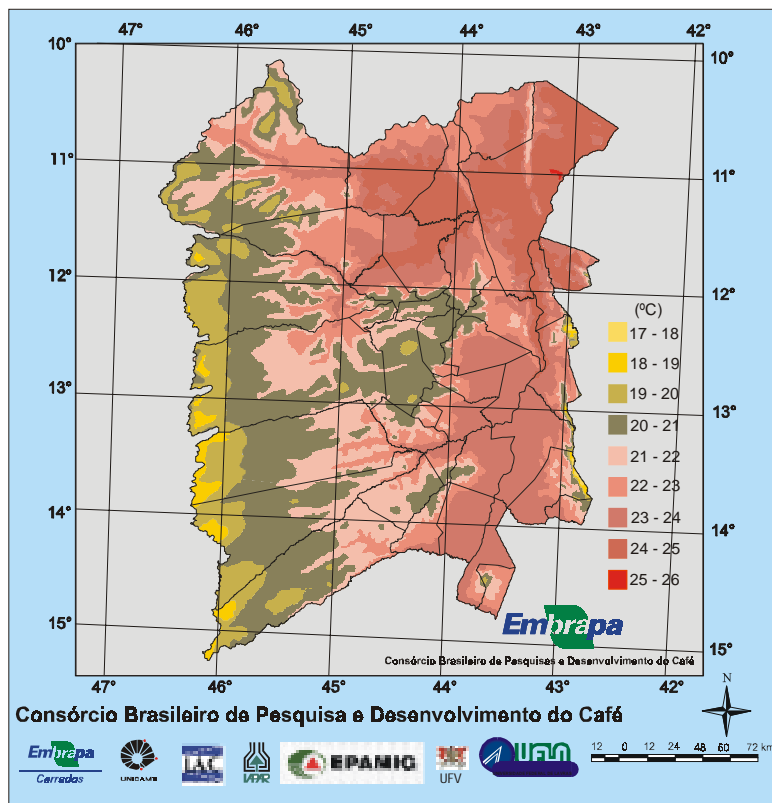 47° 46° 45° 44° 43° 42°
10° 10°
11° 11°
12° 12°
(ºC)
17 - 18
18 - 19
19 - 20
13° 13°
20 - 21
21 - 22
22 - 23
14° 14°
23 - 24
24 - 25
25 - 26
15° 15°
Embrapa
Consórcio Brasileiro de Pesquisas e Desenvolvimento do Café
47° 46° 45° 44° 43° 42°
N
Consórcio Brasileiro de Pesquisa e Desenvolvimento do Café
Embrapa
Cerrados
UNICAMP
IAC
IAPAR
EPAMIG
UFV
12 0 12 24 48 60 72 km